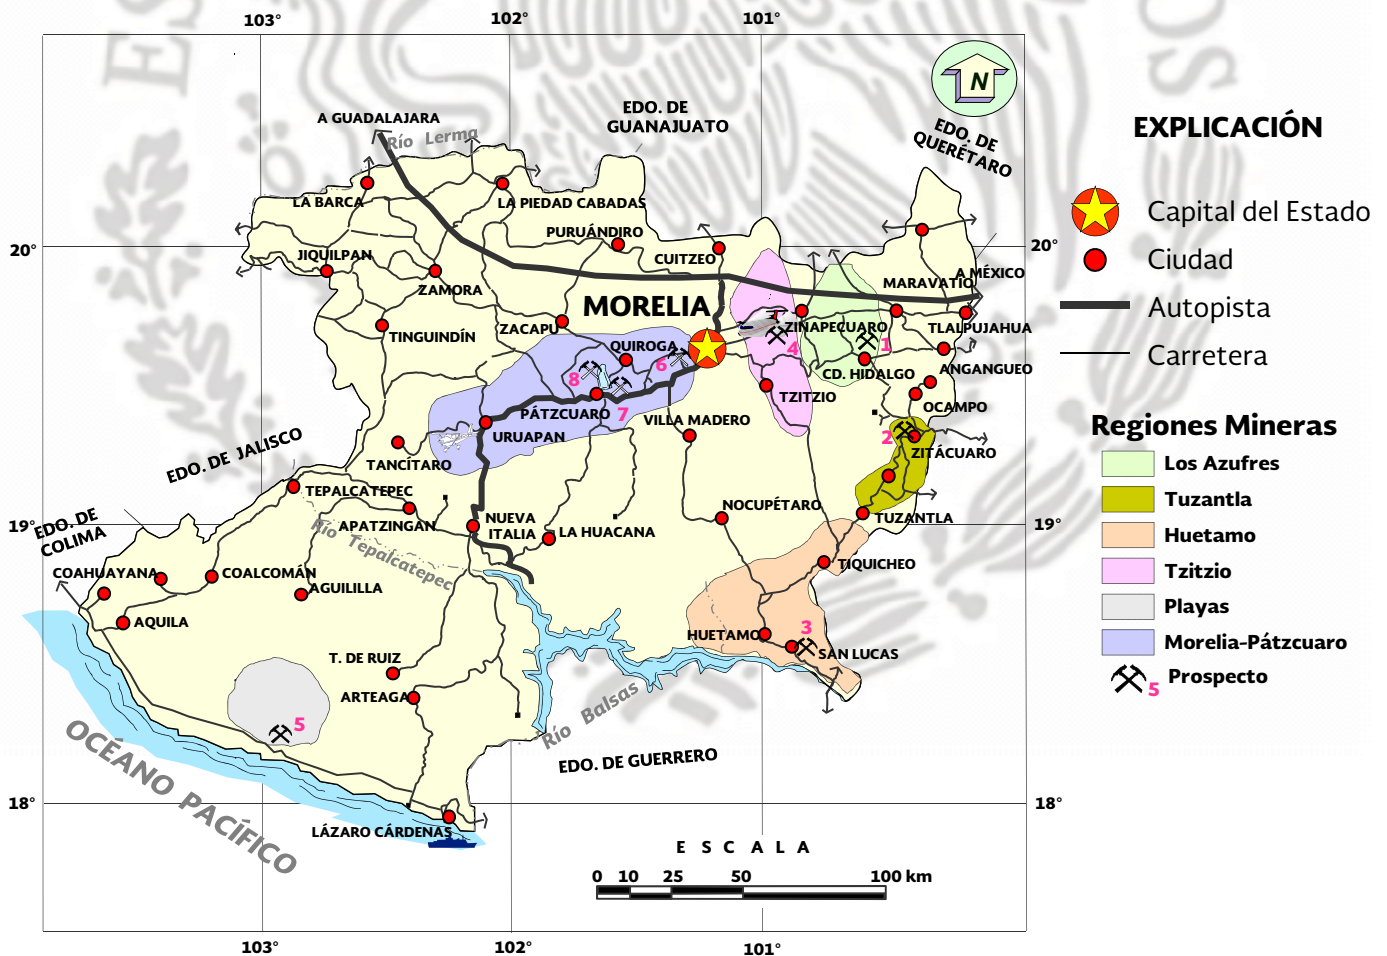 103°
102°
101°
A GUADALAJARA
Río Lerma
EDO. DE
GUANAJUATO
EDO. DE
QUERÉTARO
N
LA BARCA
LA PIEDAD CABADAS
20°
20°
JIQUILPAN
PURUÁNDIRO
CUITZEO
ZAMORA
MARAVATÍO
A MÉXICO
MORELIA
TINGUINDÍN
ZACAPU
ZINAPECUARO
TLALPUJAHUA
QUIROGA
6
4
1
8
CD. HIDALGO
ANGANGUEO
PÁTZCUARO
7
TZITZIO
OCAMPO
VILLA MADERO
URUAPAN
2
ZITÁCUARO
EDO. DE JALISCO
TANCÍTARO
TEPALCATEPEC
APATZINGÁN
NUEVA
ITALIA
LA HUACANA
NOCUPÉTARO
TUZANTLA
19°
19°
EDO. DE
COLIMA
Río Tepalcatepec
COAHUAYANA
COALCOMAN
AGUILILLA
TIQUICHEO
AQUILA
HUETAMO
3
SAN LUCAS
T. DE RUIZ
ARTEAGA
5
Río Balsas
EDO. DE GUERRERO
OCÉANO PACÍFICO
18°
18°
LÁZARO CÁRDENAS
E S C A L A
0 10 25 50 100 km
103°
102°
101°
EXPLICACIÓN
Capital del Estado
Ciudad
Autopista
Carretera
Regiones Mineras
Los Azufres
Tuzantla
Huetamo
Tzitzio
Playas
Morelia-Pátzcuaro
5 Prospecto